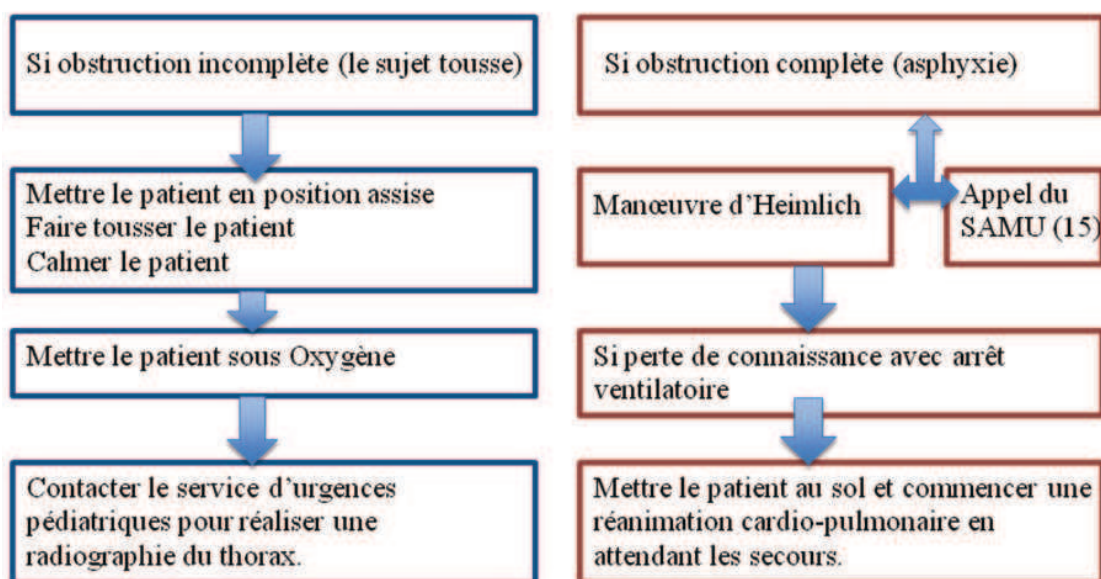 Si obstruction incomplète (le sujet tousse)
Mettre le patient en position assise
Faire tousser le patient
Calmer le patient
Mettre le patient sous Oxygène
Contacter le service d’urgences
pédiatriques pour réaliser une
radiographie du thorax.
Si obstruction complète (asphyxie)
Manœuvre d’Heimlich
Appel du
SAMU (15)
Si perte de connaissance avec arrêt
ventilatoire
Mettre le patient au sol et commencer une
réanimation cardio-pulmonaire en
attendant les secours.